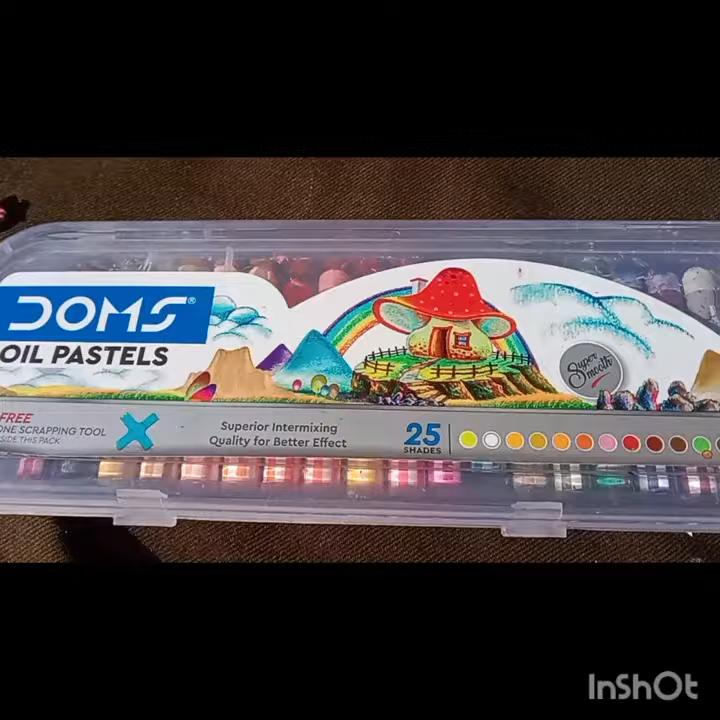 DOMS®
OIL PASTELS
Super
Smooth
FREE
ONE SCRAPPING TOOL
SIDE THIS PACK
Superior Intermixing
Quality for Better Effect
25
SHADES
InShOt